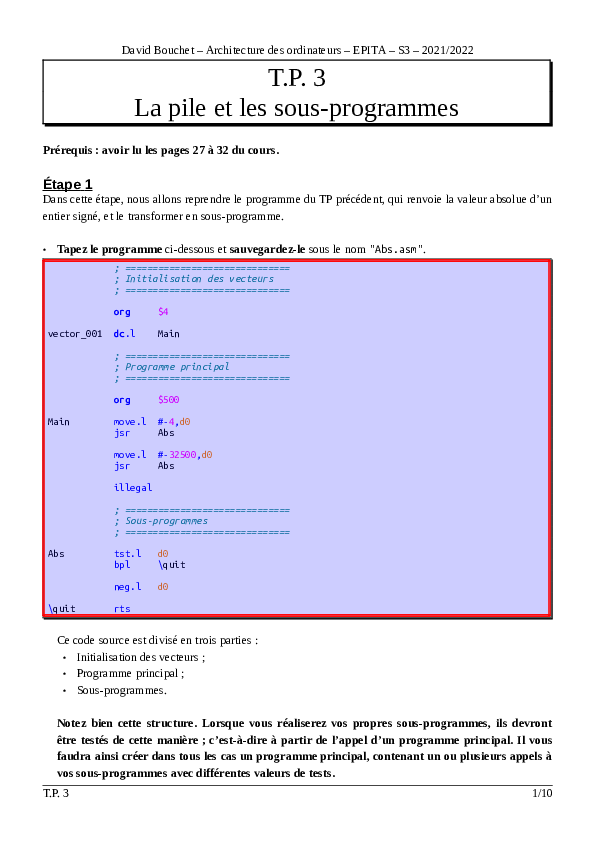 David Bouchet – Architecture des ordinateurs – EPITA – S3 – 2021/2022
T.P. 3
La pile et les sous-programmes
Prérequis : avoir lu les pages 27 à 32 du cours.
Étape 1
Dans cette étape, nous allons reprendre le programme du TP précédent, qui renvoie la valeur absolue d’un
entier signé, et le transformer en sous-programme.
• Tapez le programme ci-dessous et sauvegardez-le sous le nom "Abs.asm".
; ==============================
; Initialisation des vecteurs
; ==============================
org $4
vector_001 dc.l Main
; ==============================
; Programme principal
; ==============================
org $500
Main move.l #-4,d0
jsr Abs
move.l #-32500,d0
jsr Abs
illegal
; ==============================
; Sous-programmes
; ==============================
Abs tst.l d0
bpl \quit
neg.l d0
\quit rts
Ce code source est divisé en trois parties :
• Initialisation des vecteurs ;
• Programme principal ;
• Sous-programmes.
Notez bien cette structure. Lorsque vous réaliserez vos propres sous-programmes, ils devront
être testés de cette manière ; c’est-à-dire à partir de l’appel d’un programme principal. Il vous
faudra ainsi créer dans tous les cas un programme principal, contenant un ou plusieurs appels à
vos sous-programmes avec différentes valeurs de tests.
T.P. 3 1/10